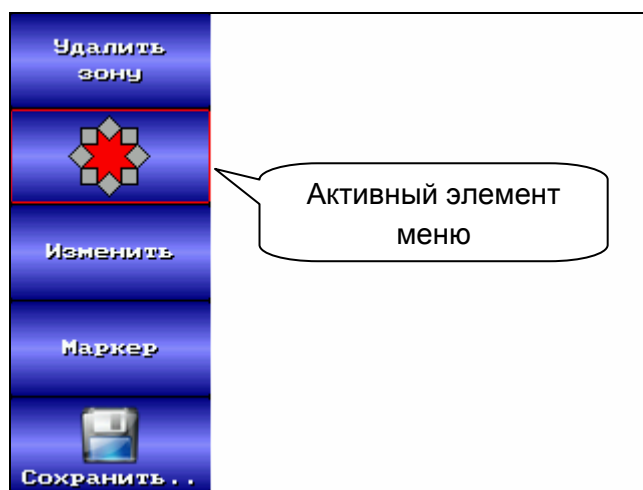 Удалить
зону
Активный элемент
меню
Изменить
Маркер
Сохранить..